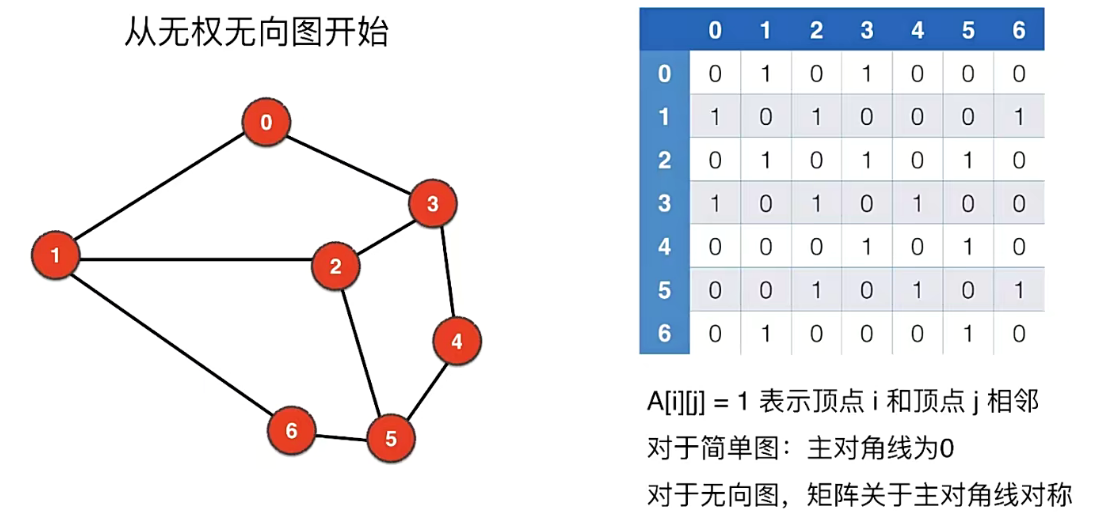 从无权无向图开始
0
3
1
2
4
6
5
0 1 2 3 4 5 6
0 0 1 0 1 0 0 0
1 1 0 1 0 0 0 1
2 0 1 0 1 0 1 0
3 1 0 1 0 1 0 0
4 0 0 0 1 0 1 0
5 0 0 1 0 1 0 1
6 0 1 0 0 0 1 0
A[i][j] = 1 表示顶点 i 和顶点 j 相邻
对于简单图：主对角线为0
对于无向图，矩阵关于主对角线对称